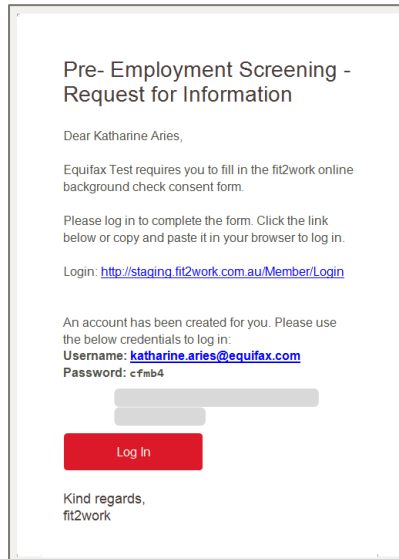 Pre- Employment Screening -
Request for Information
Dear Katharine Aries,
Equifax Test requires you to fill in the fit2work online
background check consent form.
Please log in to complete the form. Click the link
below or copy and paste it in your browser to log in.
Login: http://staging.fit2work.com.au/Member/Login
An account has been created for you. Please use
the below credentials to log in:
Username: katharine.aries@equifax.com
Password: cfmb4
Log In
Kind regards,
fit2work